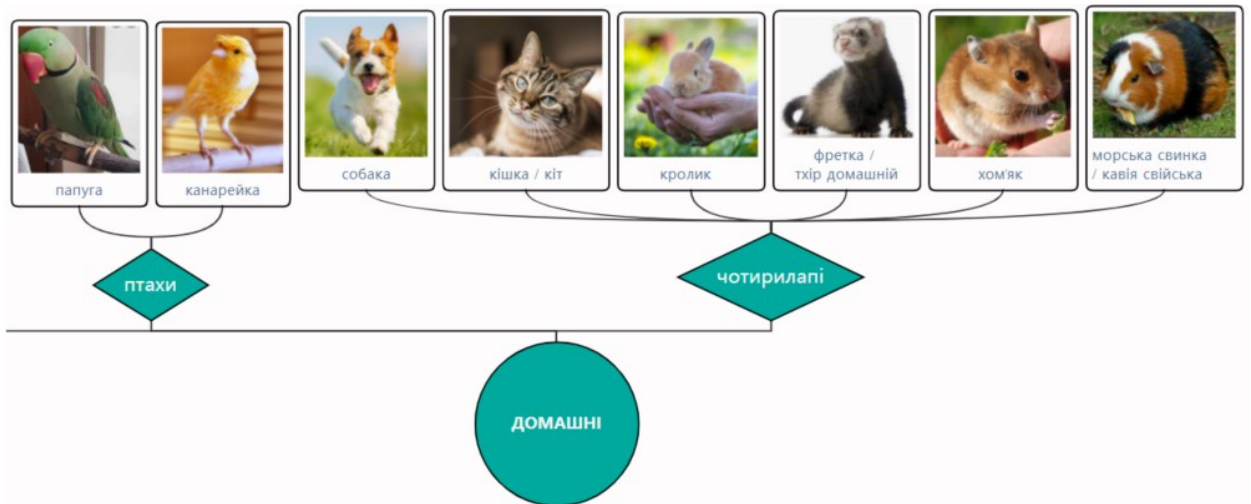 папуга
канарейка
собака
кішка / кіт
кролик
фретка /
тхір домашній
хом'як
морська свинка
/ кавія свійська
птахи
чотирилапі
ДОМАШНІ